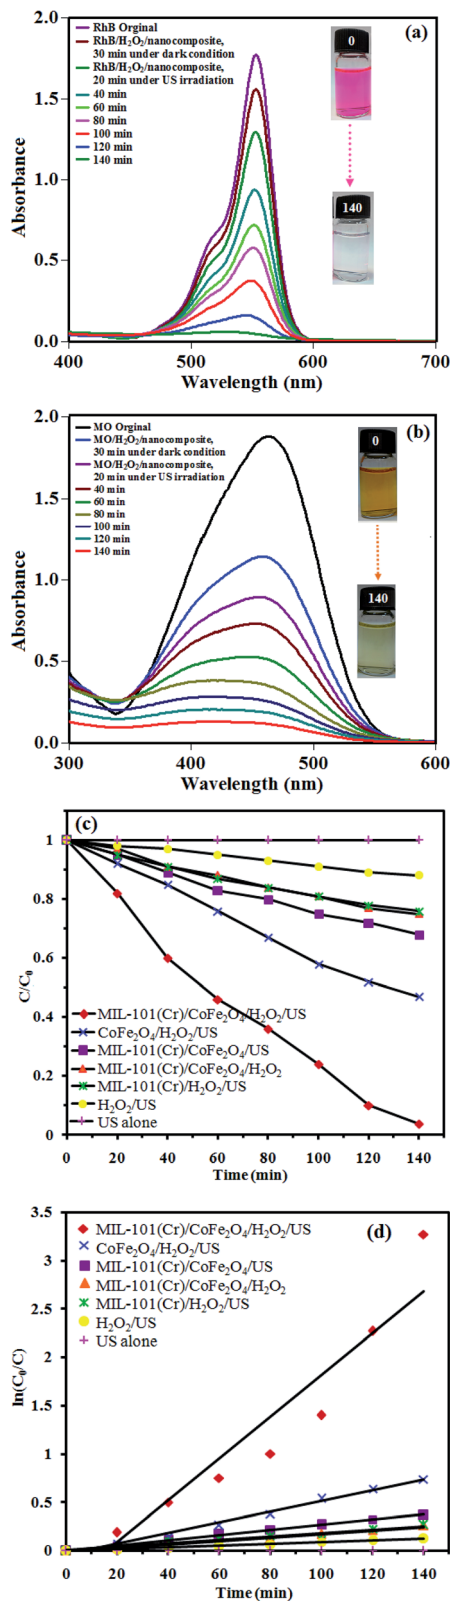 (a)
RhB Orginal
RhB/H₂O₂/nanocomposite,
30 min under dark condition
RhB/H₂O₂/nanocomposite,
20 min under US irradiation
40 min
60 min
80 min
100 min
120 min
140 min
0
140
2.0
1.5
1.0
0.5
0.0
Absorbance
400
500
600
700
Wavelength (nm)
(b)
MO Orginal
MO/H₂O₂/nanocomposite,
30 min under dark condition
MO/H₂O₂/nanocomposite,
20 min under US irradiation
40 min
60 min
80 min
100 min
120 min
140 min
0
140
2.0
1.5
1.0
0.5
0.0
Absorbance
300
400
500
600
Wavelength (nm)
(c)
1
0.8
0.6
0.4
0.2
0
C/C₀
MIL-101(Cr)/CoFe₂O₄/H₂O₂/US
CoFe₂O₄/H₂O₂/US
MIL-101(Cr)/CoFe₂O₄/US
MIL-101(Cr)/CoFe₂O₄/H₂O₂
MIL-101(Cr)/H₂O₂/US
H₂O₂/US
US alone
0 20 40 60 80 100 120 140
Time (min)
(d)
3.5
3
2.5
2
1.5
1
0.5
0
ln(C₀/C)
MIL-101(Cr)/CoFe₂O₄/H₂O₂/US
CoFe₂O₄/H₂O₂/US
MIL-101(Cr)/CoFe₂O₄/US
MIL-101(Cr)/CoFe₂O₄/H₂O₂
MIL-101(Cr)/H₂O₂/US
H₂O₂/US
US alone
0 20 40 60 80 100 120 140
Time (min)